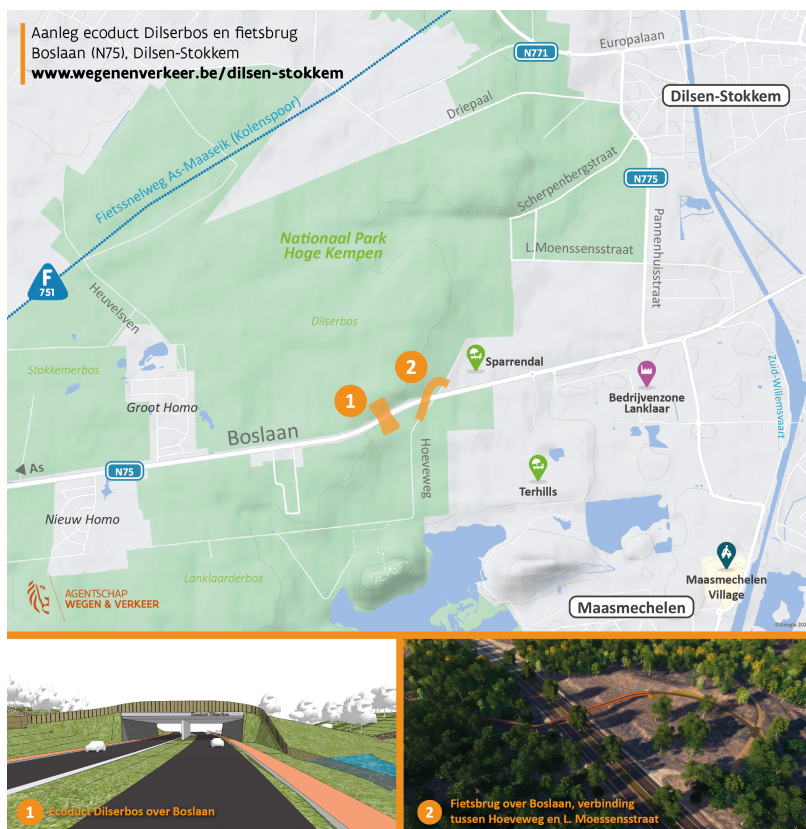 Aanleg ecoduct Dilserbos en fietsbrug
Boslaan (N75), Dilsen-Stokkem
www.wegenenverkeer.be/dilsen-stokkem
N771
Europalaan
Dilsen-Stokkem
Driepaal
Fietssnelweg As-Maaseik (Kolenspoor)
Scherpenbergstraat
N775
Pannenhuisstraat
Nationaal Park
Hoge Kempen
L.Moenssensstraat
F
751
Heuvelsven
Dilserbos
Stokkemerbos
2
Sparrendal
1
Bedrijvenzone
Lanklaar
Zuid-Willemsvaart
Groot Homo
Boslaan
Hoeveweg
As
N75
Terhills
Nieuw Homo
Lanklaarderbos
Maasmechelen
Village
AGENTSCHAP
WEGEN & VERKEER
Maasmechelen
Ecoduct Dilserbos
1 Ecoduct Dilserbos over Boslaan
2 Fietsbrug over Boslaan, verbinding
tussen Hoeveweg en L. Moessensstraat